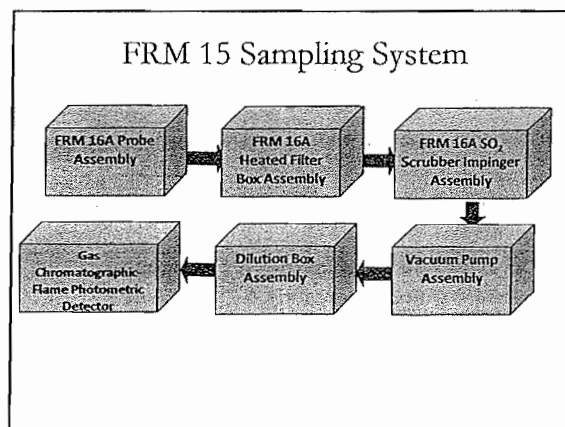 FRM 15 Sampling System
FRM 16A Probe
Assembly
FRM 16A
Heated Filter
Box Assembly
FRM 16A SO₂
Scrubber Impinger
Assembly
Gas
Chromatographic
Flame Photometric
Detector
Dilution Box
Assembly
Vacuum Pump
Assembly